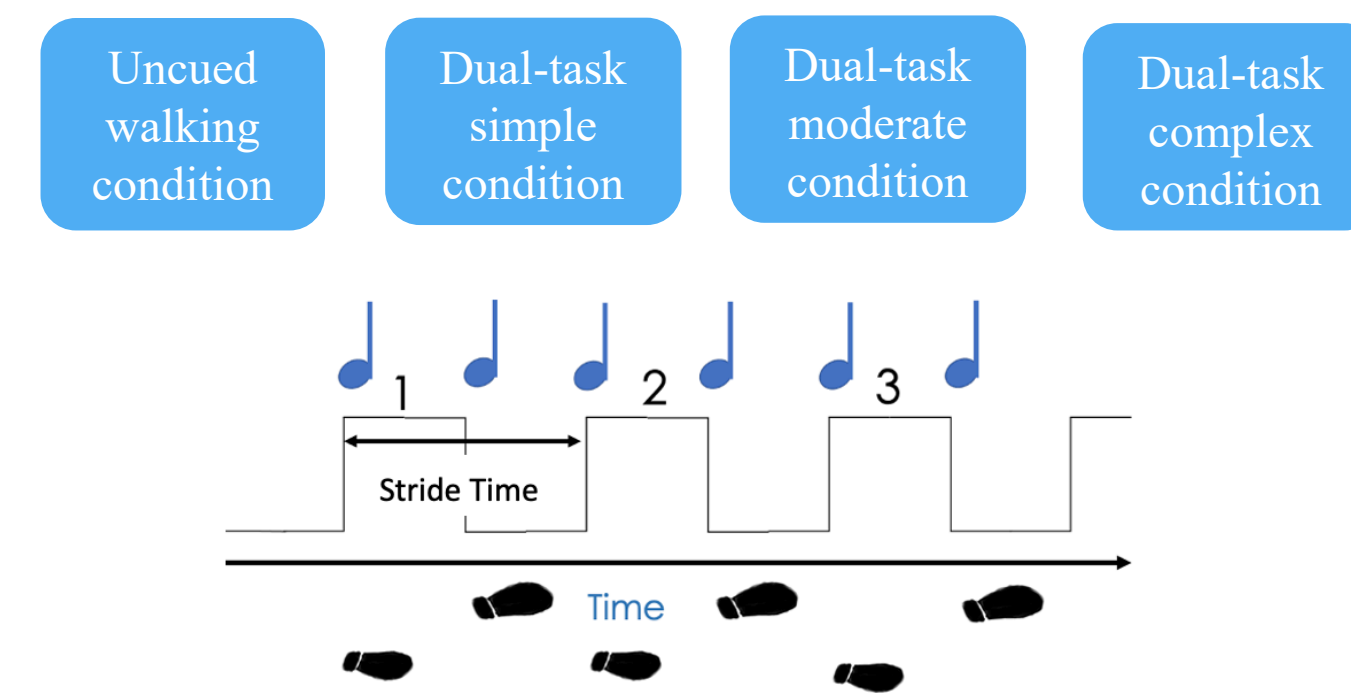 Uncued
walking
condition
Dual-task
simple
condition
Dual-task
moderate
condition
Dual-task
complex
condition
1
2
3
Stride Time
Time